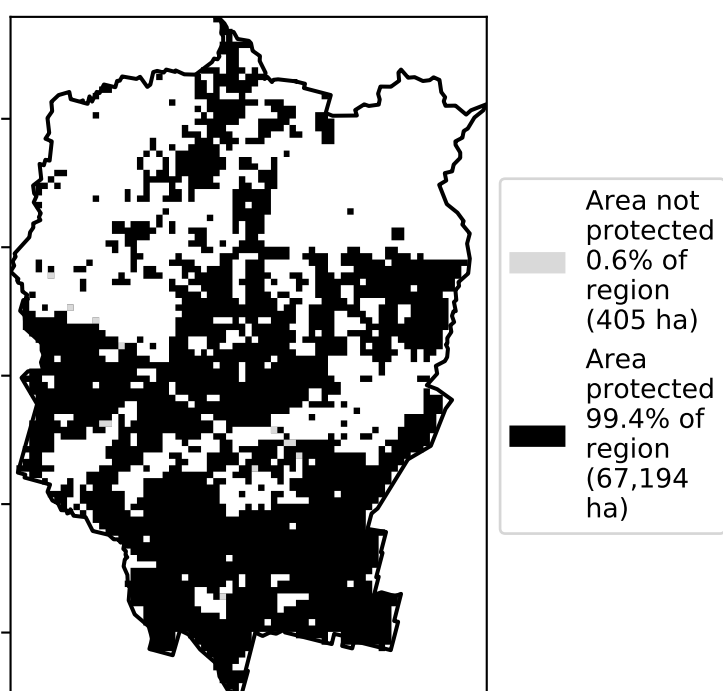 Area not
protected
0.6% of
region
(405 ha)
Area
protected
99.4% of
region
(67,194
ha)